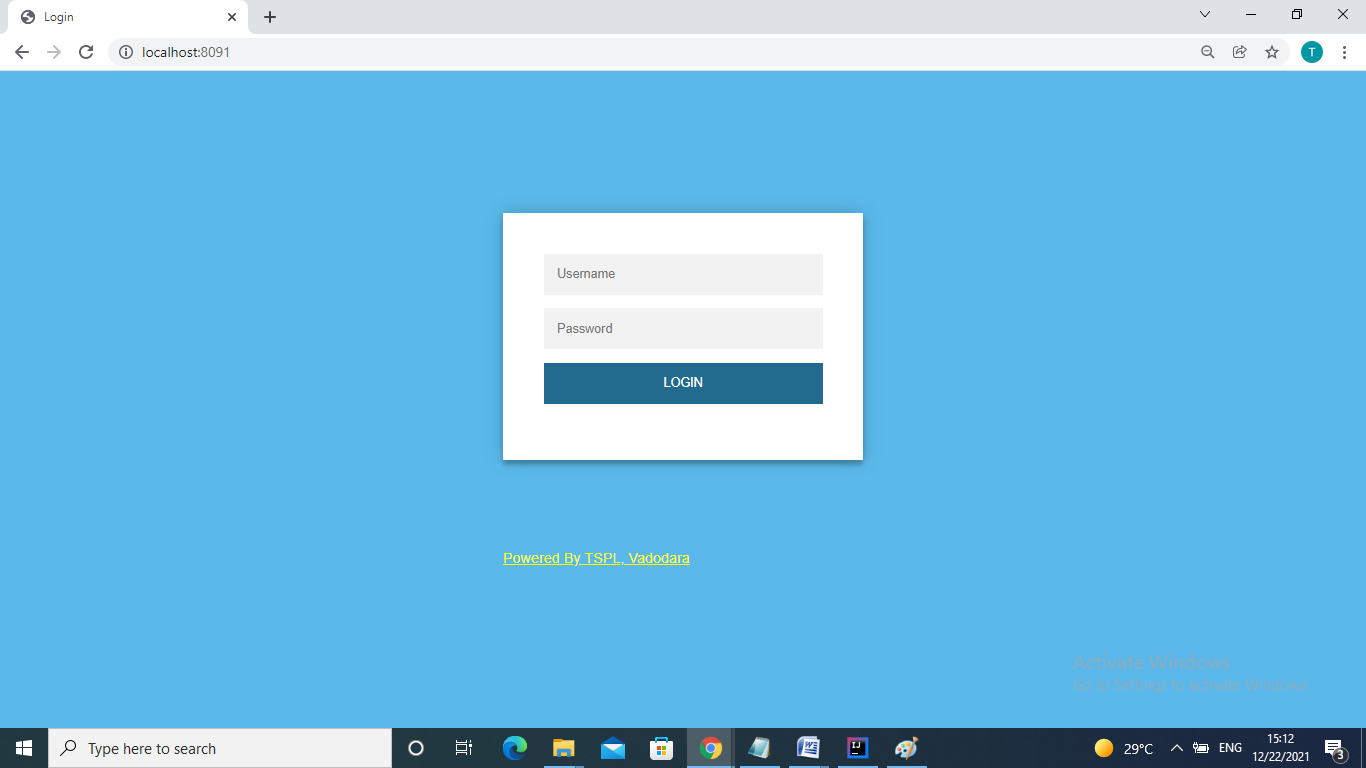 Login
localhost:8091
T
Username
Password
LOGIN
Powered By TSPL, Vadodara
Activate Windows
Go to Settings to activate Windows.
Type here to search
29°C
ENG
15:12
12/22/2021
3